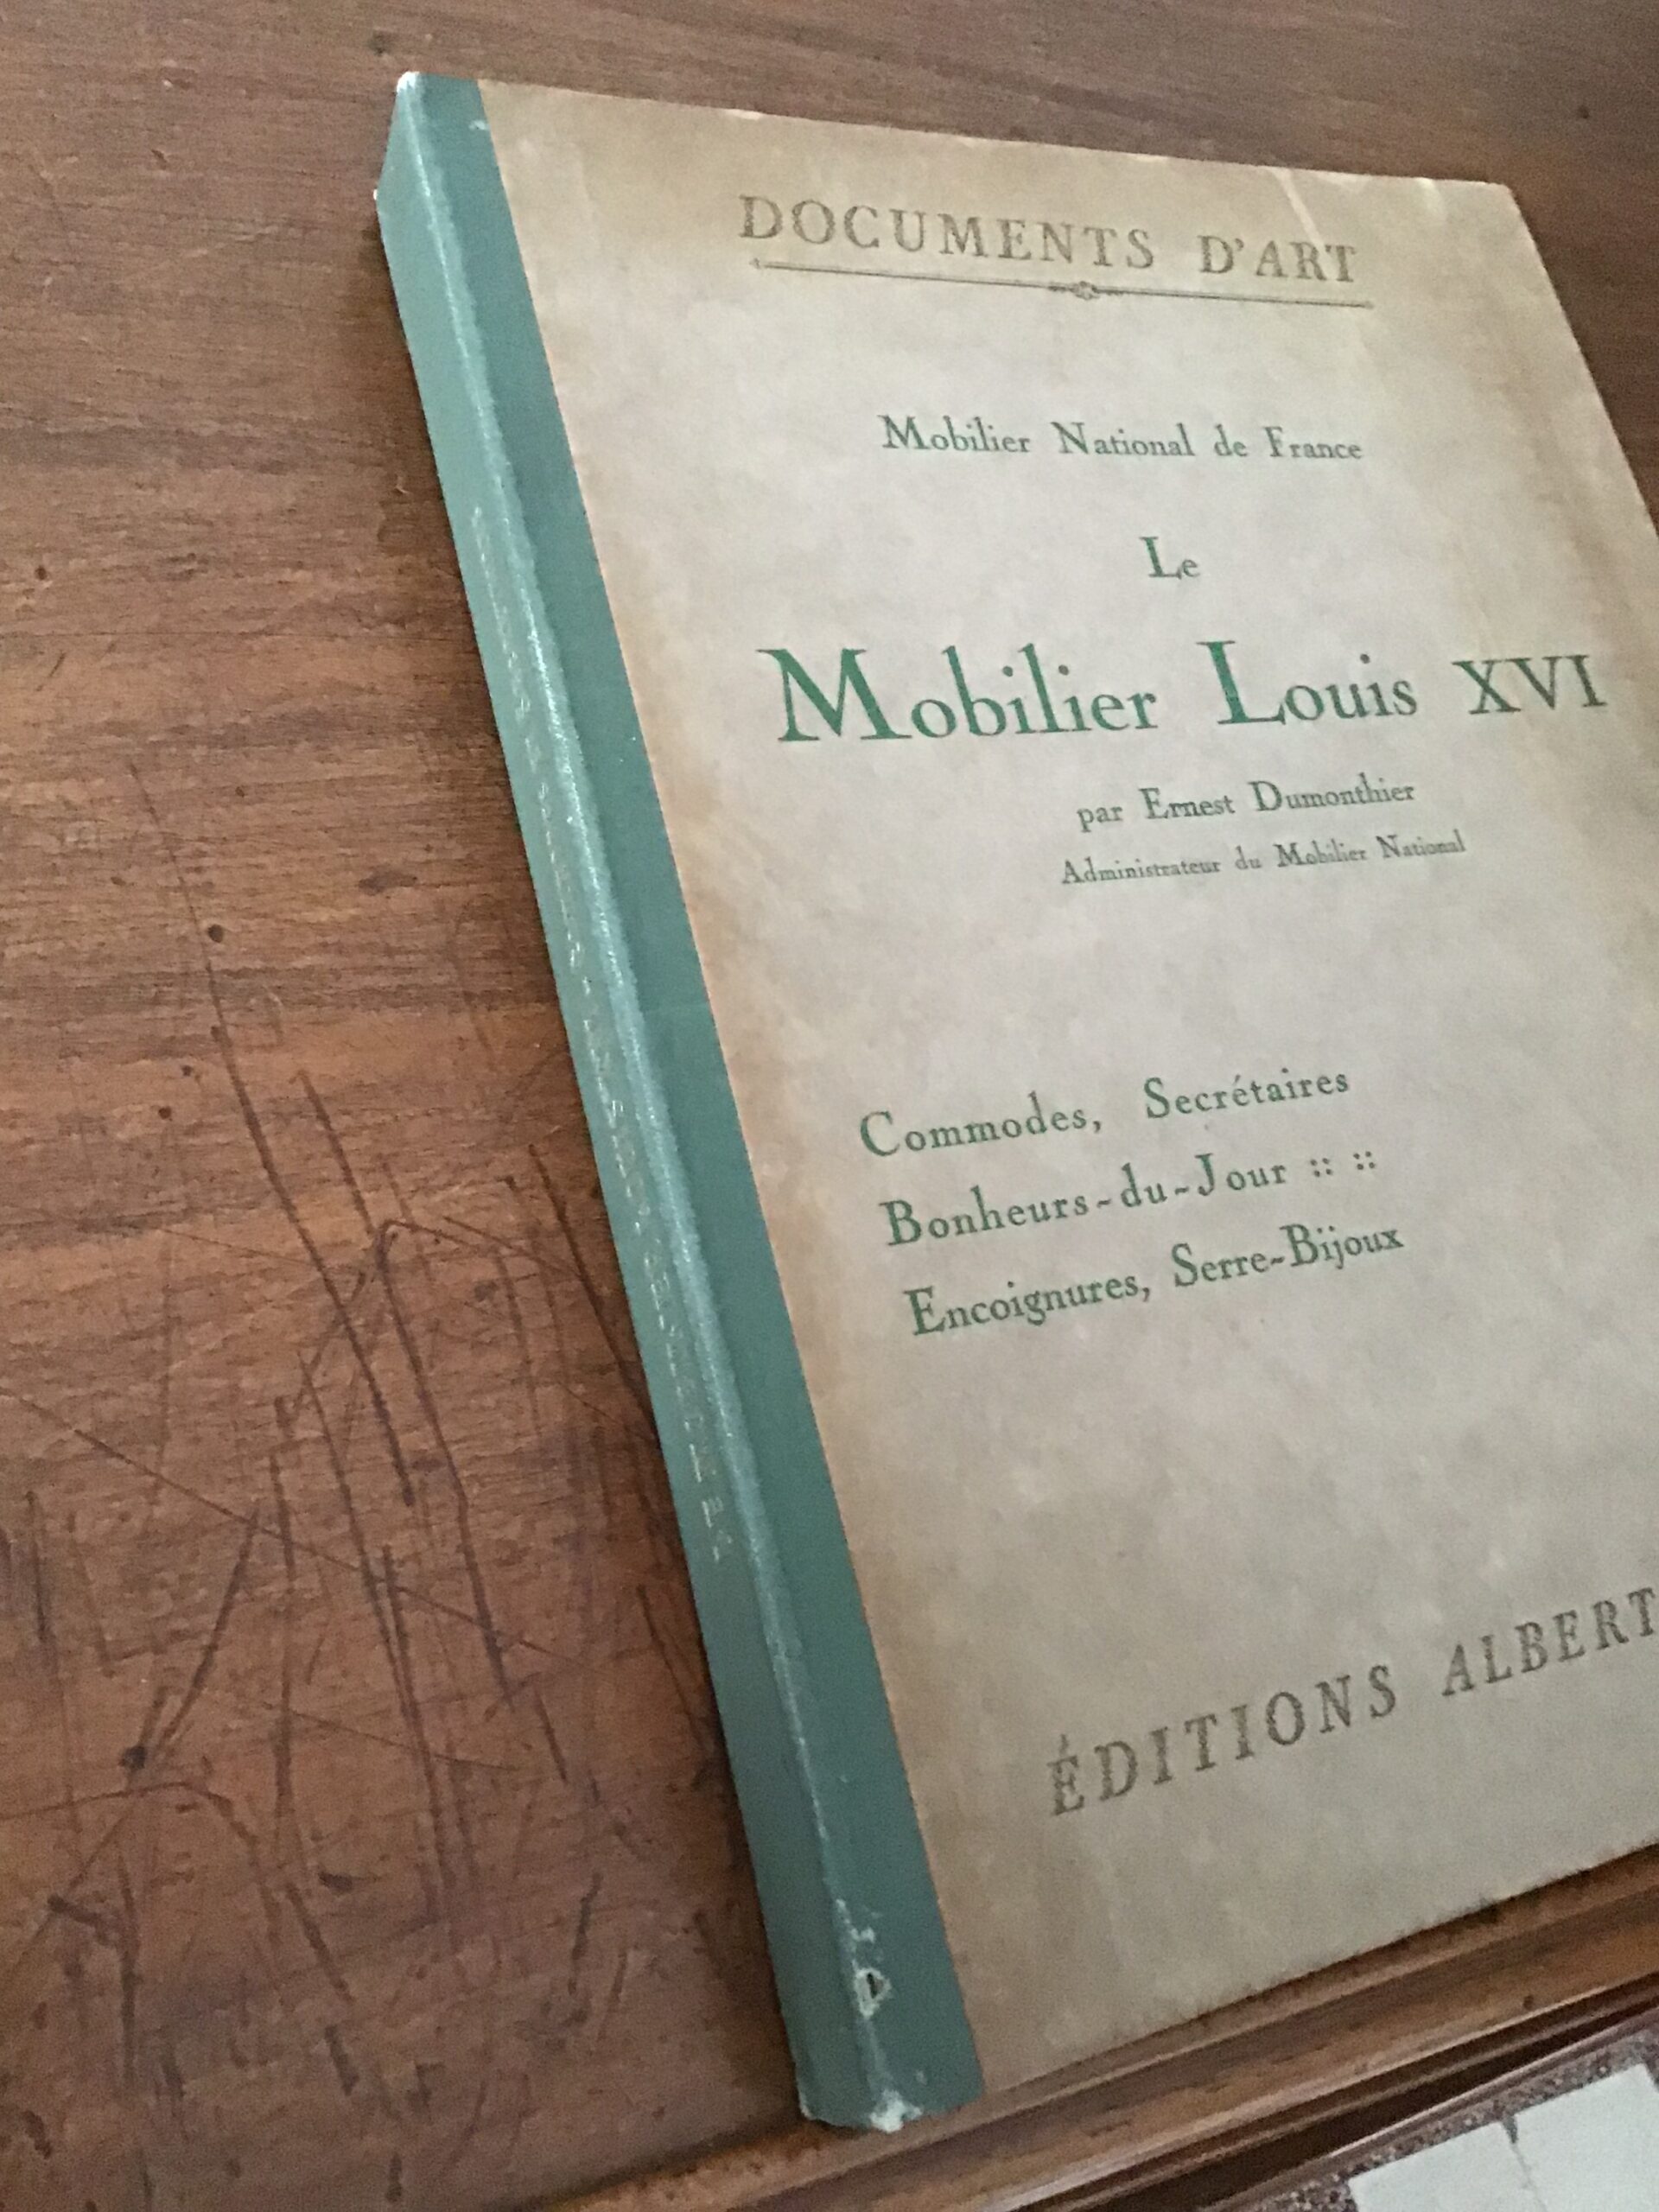 DOCUMENTS D'ART
Mobilier National de France
Le
Mobilier Louis XVI
par Ernest Dumonthier
Administrateur du Mobilier National
Commodes, Secrétaires
Bonheurs-du-Jour :: ::
Encoignures, Serre-Bijoux
ÉDITIONS ALBERT